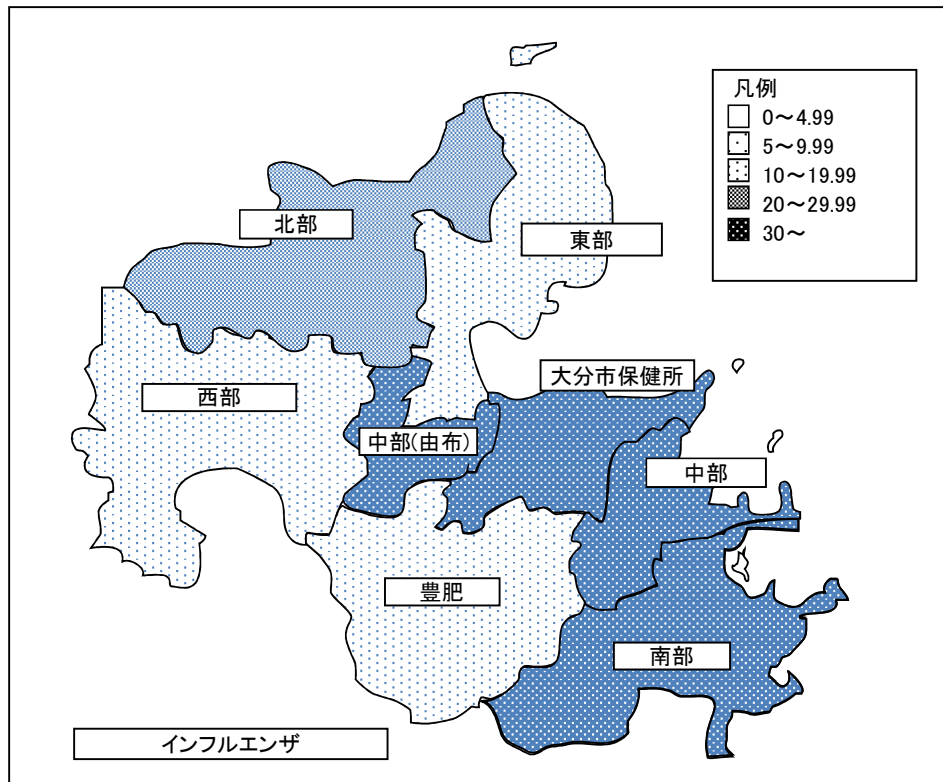 凡例
0～4.99
5～9.99
10～19.99
20～29.99
30～
北部
東部
大分市保健所
西部
中部(由布)
中部
豊肥
南部
インフルエンザ